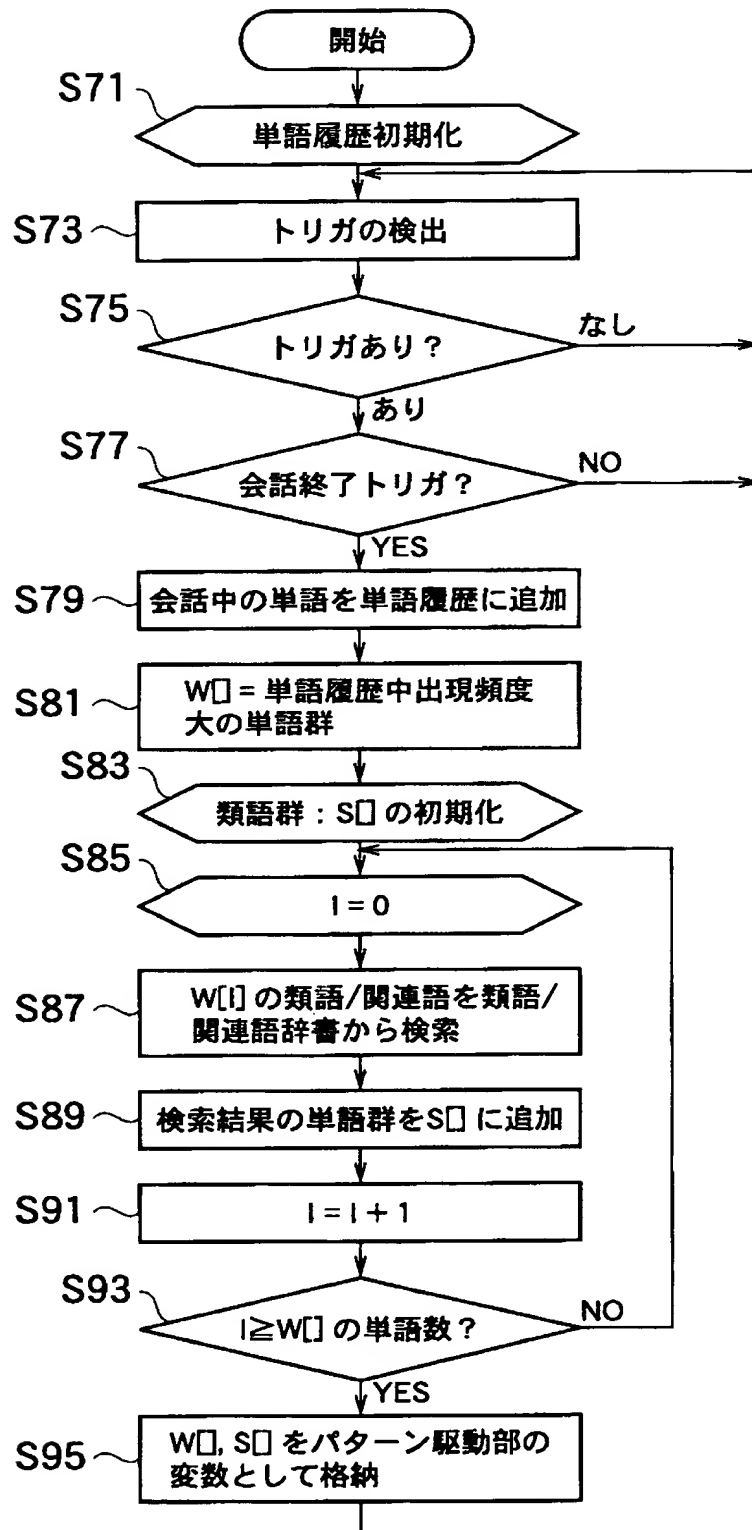 開始
S71
単語履歴初期化
S73
トリガの検出
S75
トリガあり?
なし
あり
S77
会話終了トリガ?
NO
YES
S79
会話中の単語を単語履歴に追加
S81
W[] = 単語履歴中出現頻度
大の単語群
S83
類語群 : S[] の初期化
S85
I = 0
S87
W[I] の類語/関連語を類語/
関連語辞書から検索
S89
検索結果の単語群をS[] に追加
S91
I = I + 1
S93
I≧W[] の単語数?
NO
YES
S95
W[], S[] をパターン駆動部の
変数として格納